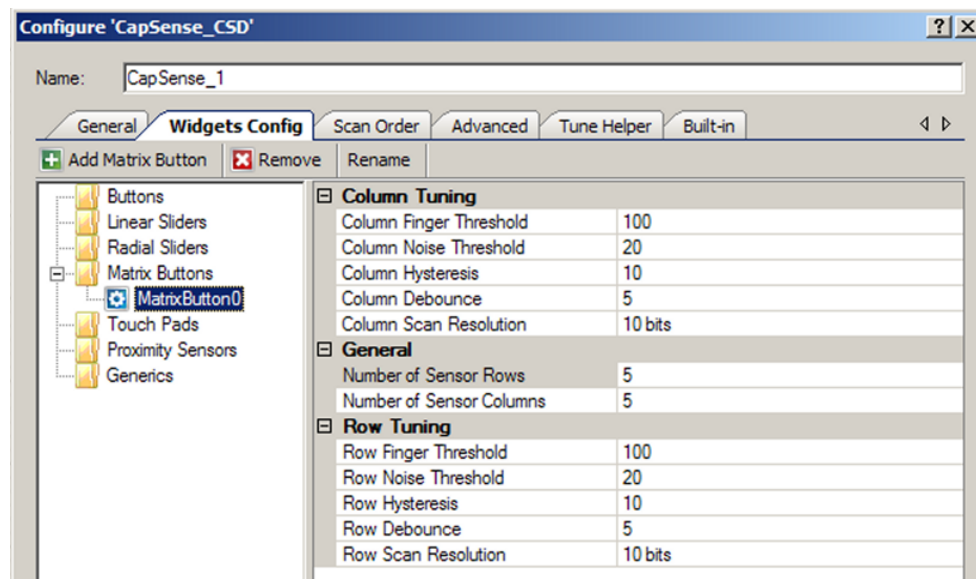 Configure 'CapSense_CSD'
Name: CapSense_1
General Widgets Config Scan Order Advanced Tune Helper Built-in
Add Matrix Button Remove Rename
Buttons
Linear Sliders
Radial Sliders
Matrix Buttons
MatrixButton0
Touch Pads
Proximity Sensors
Generics
Column Tuning
Column Finger Threshold 100
Column Noise Threshold 20
Column Hysteresis 10
Column Debounce 5
Column Scan Resolution 10 bits
General
Number of Sensor Rows 5
Number of Sensor Columns 5
Row Tuning
Row Finger Threshold 100
Row Noise Threshold 20
Row Hysteresis 10
Row Debounce 5
Row Scan Resolution 10 bits